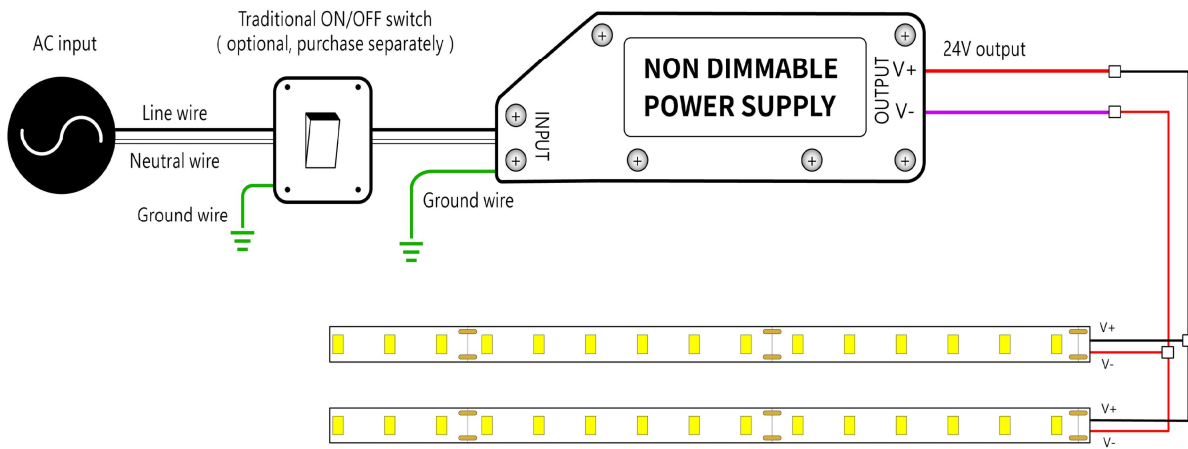 Traditional ON/OFF switch
( optional, purchase separately )
AC input
Line wire
Neutral wire
Ground wire
Ground wire
INPUT
NON DIMMABLE
POWER SUPPLY
OUTPUT
V+
V-
24V output
V+
V-
V+
V-